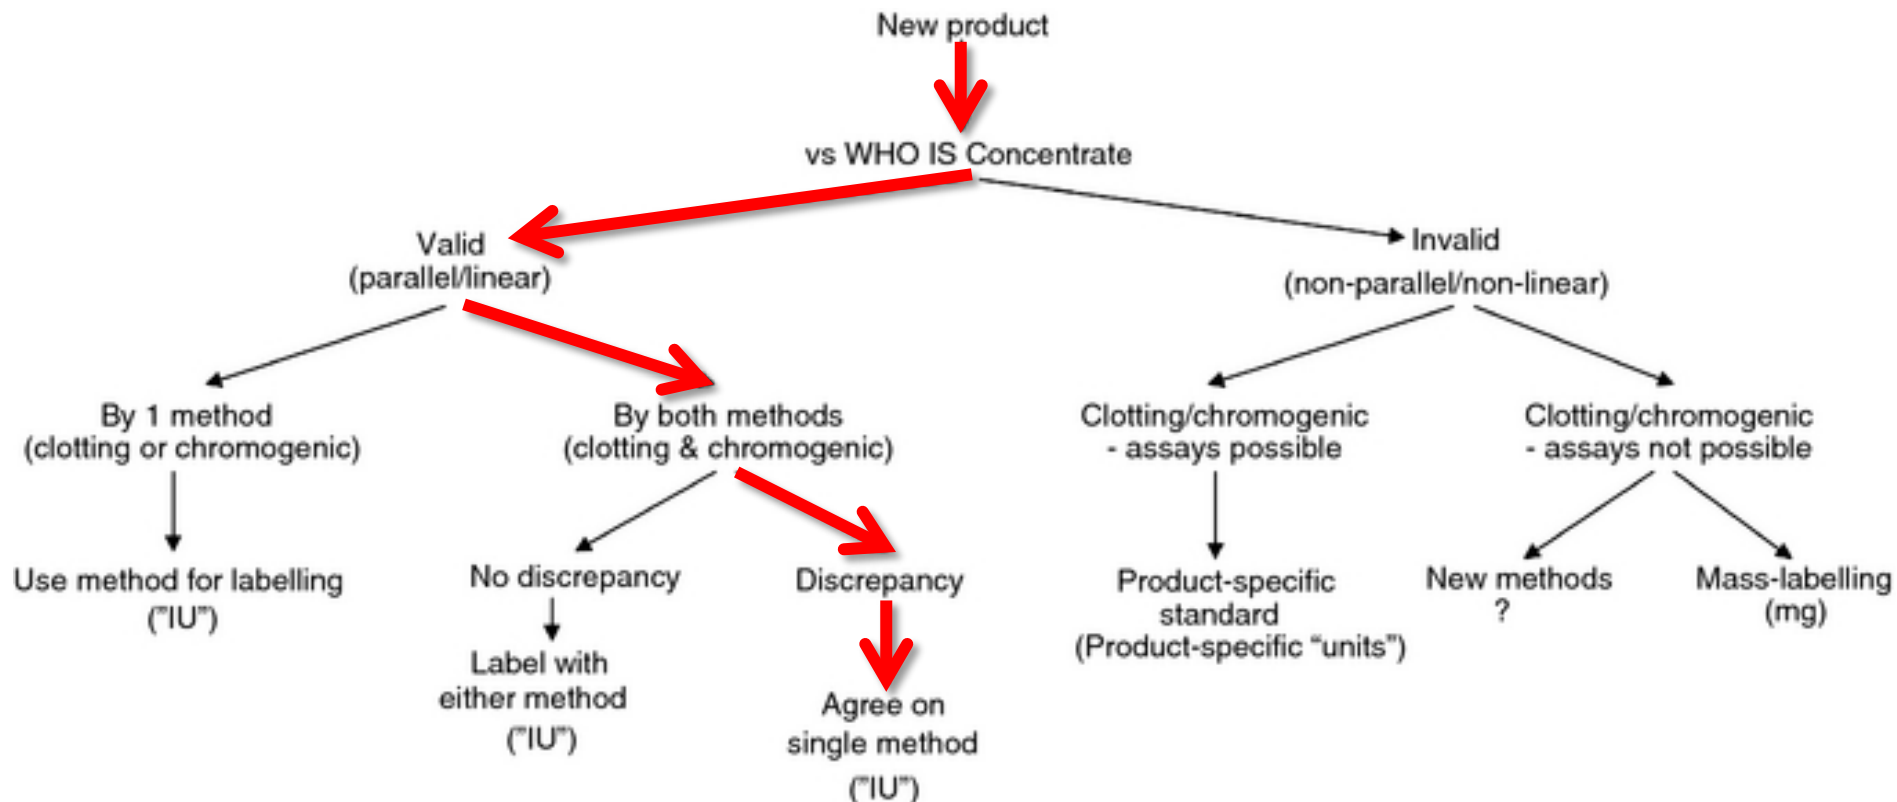 New product
vs WHO IS Concentrate
Valid
(parallel/linear)
Invalid
(non-parallel/non-linear)
By 1 method
(clotting or chromogenic)
By both methods
(clotting & chromogenic)
Clotting/chromogenic
- assays possible
Clotting/chromogenic
- assays not possible
Use method for labelling
("IU")
No discrepancy
Label with
either method
("IU")
Discrepancy
Agree on
single method
("IU")
Product-specific
standard
(Product-specific “units”)
New methods
?
Mass-labelling
(mg)